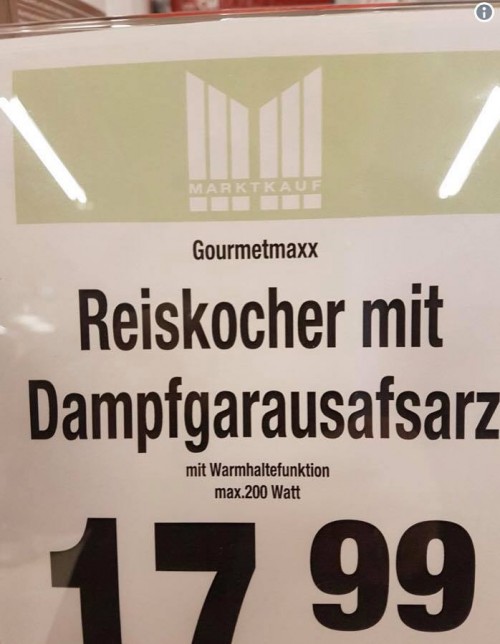 MARKTKAUF
Gourmetmaxx
Reiskocher mit
Dampfgarausafsarz
mit Warmhaltefunktion
max.200 Watt
17 99